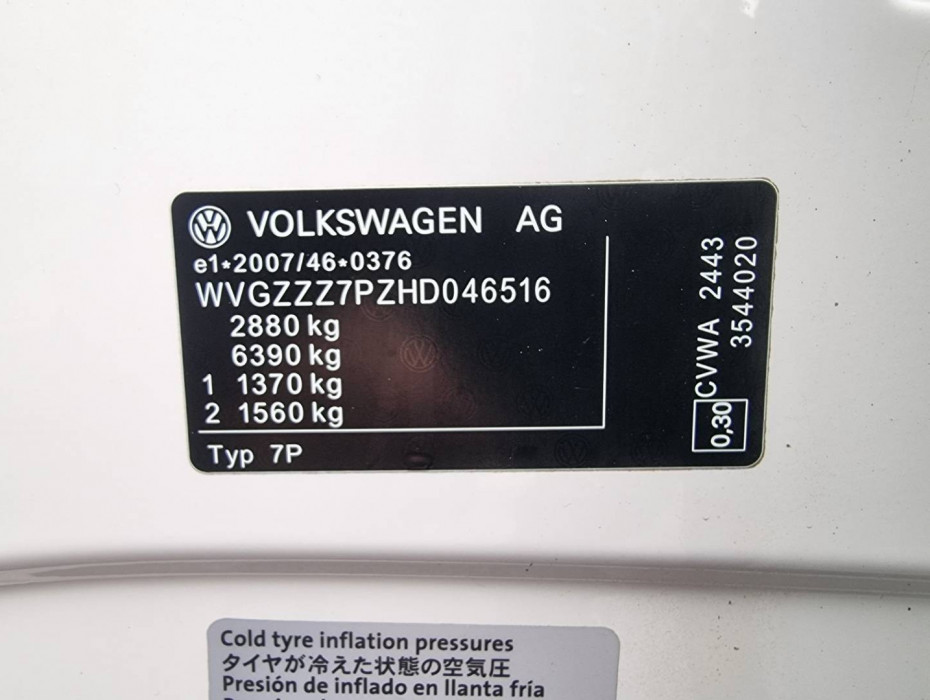 VOLKSWAGEN AG
e1*2007/46*0376
WVGZZZ7PZHD046516
2880 kg
6390 kg
1 1370 kg
2 1560 kg
Typ 7P
CVWA 2443
3544020
0,30
Cold tyre inflation pressures
タイヤが冷えた状態の空気圧
Presión de inflado en llanta fría